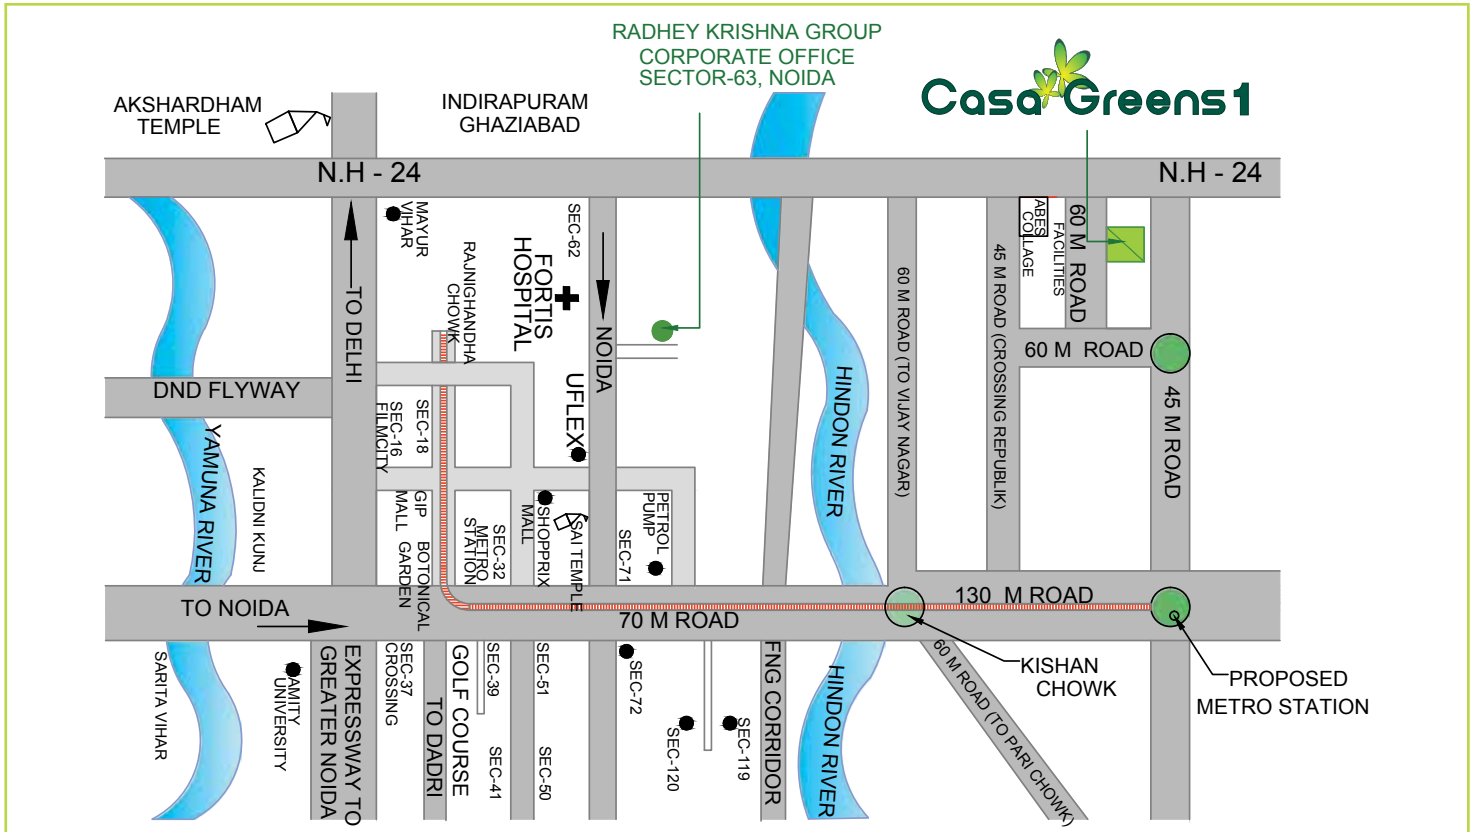 RADHEY KRISHNA GROUP
CORPORATE OFFICE
SECTOR-63, NOIDA
Casa Greens 1
AKSHARDHAM
TEMPLE
INDIRAPURAM
GHAZIABAD
N.H - 24
N.H - 24
MAYUR
VIHAR
TO DELHI
RAJNIGHANDHA
CHOWK
FORTIS
HOSPITAL
SEC-62
NOIDA
UFLEX
ABES
COLLAGE
FACILITIES
60 M ROAD
60 M ROAD
45 M ROAD
45 M ROAD (CROSSING REPUBLIK)
60 M ROAD (TO VIJAY NAGAR)
HINDON RIVER
DND FLYWAY
YAMUNA RIVER
KALIDNI KUNJ
SEC-18
SEC-16
FILMCITY
GIP
MALL
BOTONICAL
GARDEN
SEC-32
METRO
STATION
SHOPPRIX
MALL
SAI TEMPLE
SEC-71
PETROL
PUMP
TO NOIDA
70 M ROAD
130 M ROAD
SARITA VIHAR
AMITY
UNIVERSITY
EXPRESSWAY TO
GREATER NOIDA
SEC-37
CROSSING
TO DADRI
GOLF COURSE
SEC-39
SEC-41
SEC-51
SEC-50
SEC-72
SEC-120
SEC-119
FNG CORRIDOR
HINDON RIVER
60 M ROAD (TO PARI CHOWK)
KISHAN
CHOWK
PROPOSED
METRO STATION